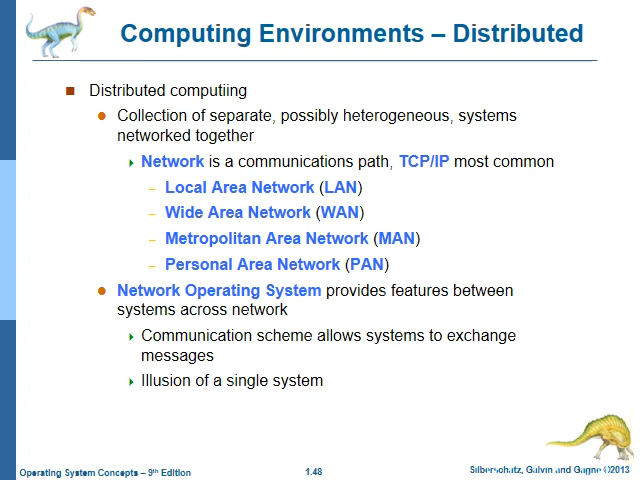 Computing Environments – Distributed
Distributed computiing
Collection of separate, possibly heterogeneous, systems
networked together
Network is a communications path, TCP/IP most common
– Local Area Network (LAN)
– Wide Area Network (WAN)
– Metropolitan Area Network (MAN)
– Personal Area Network (PAN)
Network Operating System provides features between
systems across network
Communication scheme allows systems to exchange
messages
Illusion of a single system
Operating System Concepts – 9th Edition
1.48
Silberschatz, Galvin and Gagne ©2013